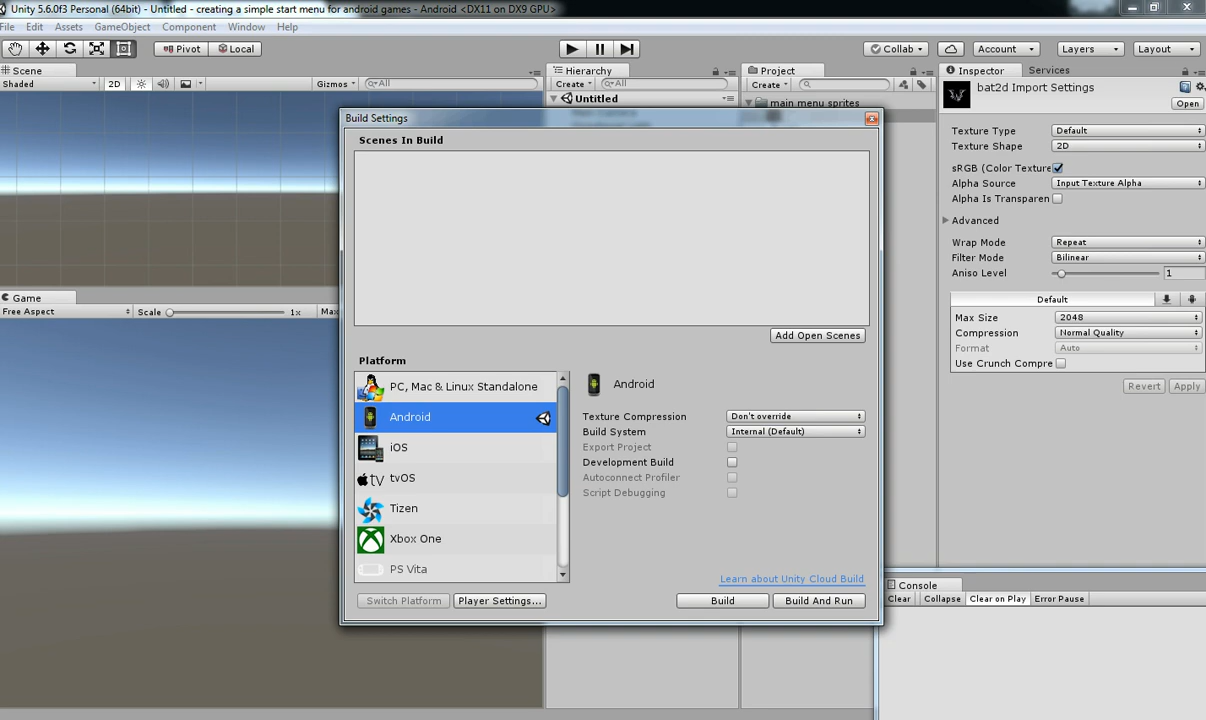 Unity 5.6.0f3 Personal (64bit) - Untitled - creating a simple start menu for android games - Android <DX11 on DX9 GPU>
File Edit Assets GameObject Component Window Help
Pivot Local Collab Account Layers Layout
Scene
Shaded 2D Gizmos All
Hierarchy
Create All
Untitled
Project
Create
main menu sprites
Inspector Services
bat2d Import Settings
Open
Texture Type Default
Texture Shape 2D
sRGB (Color Texture
Alpha Source Input Texture Alpha
Alpha Is Transparen
Advanced
Wrap Mode Repeat
Filter Mode Bilinear
Aniso Level 1
Default
Max Size 2048
Compression Normal Quality
Format Auto
Use Crunch Compre
Revert Apply
Game
Free Aspect Scale 1x Max
Build Settings
Scenes In Build
Add Open Scenes
Platform
PC, Mac & Linux Standalone
Android
iOS
tv tvOS
Tizen
Xbox One
PS Vita
Android
Texture Compression Don't override
Build System Internal (Default)
Export Project
Development Build
Autoconnect Profiler
Script Debugging
Learn about Unity Cloud Build
Switch Platform Player Settings... Build Build And Run
Console
Clear Collapse Clear on Play Error Pause